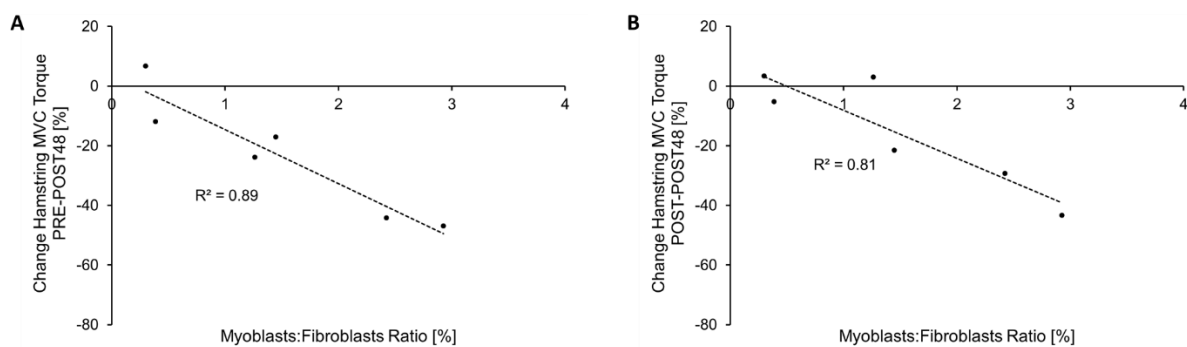 A
20
0
-20
-40
-60
-80
0 1 2 3 4
Change Hamstring MVC Torque
PRE-POST48 [%]
R² = 0.89
Myoblasts:Fibroblasts Ratio [%]
B
20
0
-20
-40
-60
-80
0 1 2 3 4
Change Hamstring MVC Torque
POST-POST48 [%]
R² = 0.81
Myoblasts:Fibroblasts Ratio [%]